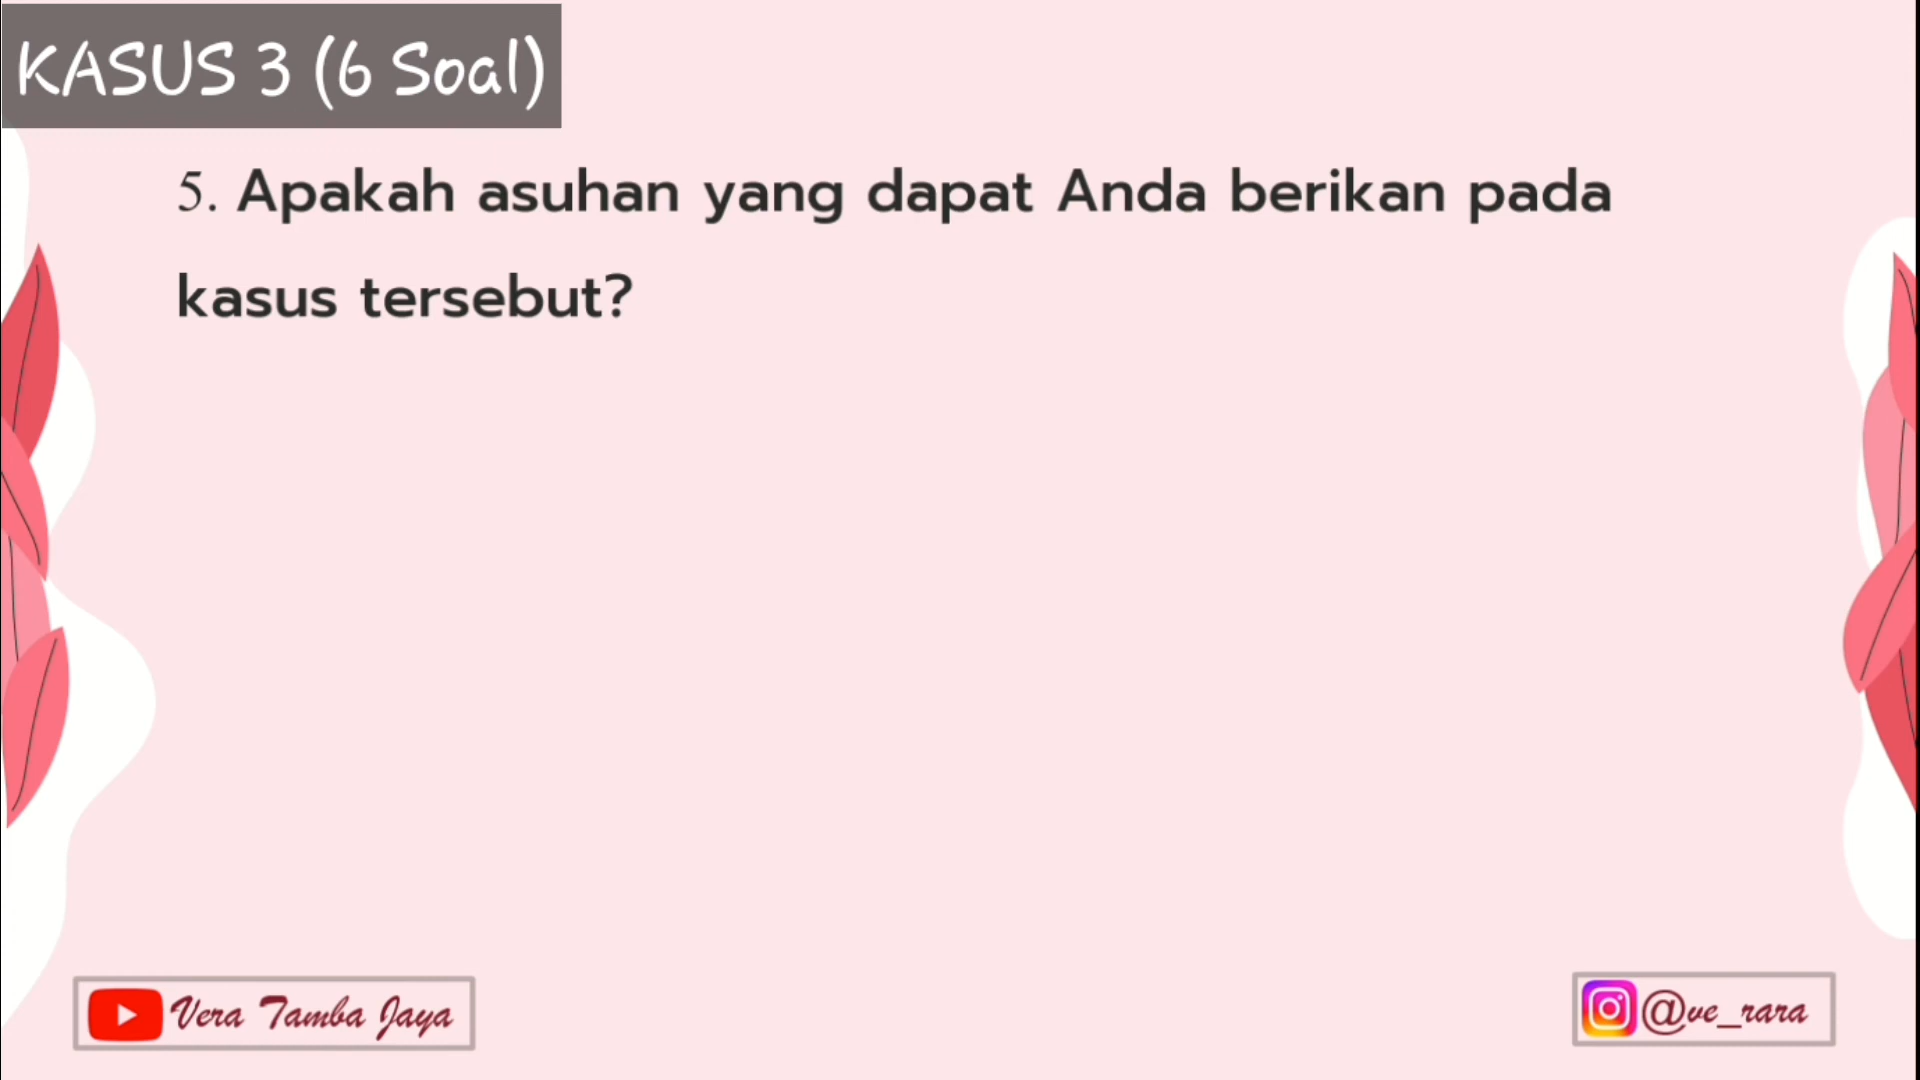 KASUS 3 (6 Soal)
5. Apakah asuhan yang dapat Anda berikan pada
kasus tersebut?
Vera Tamba Jaya
@ve_rara